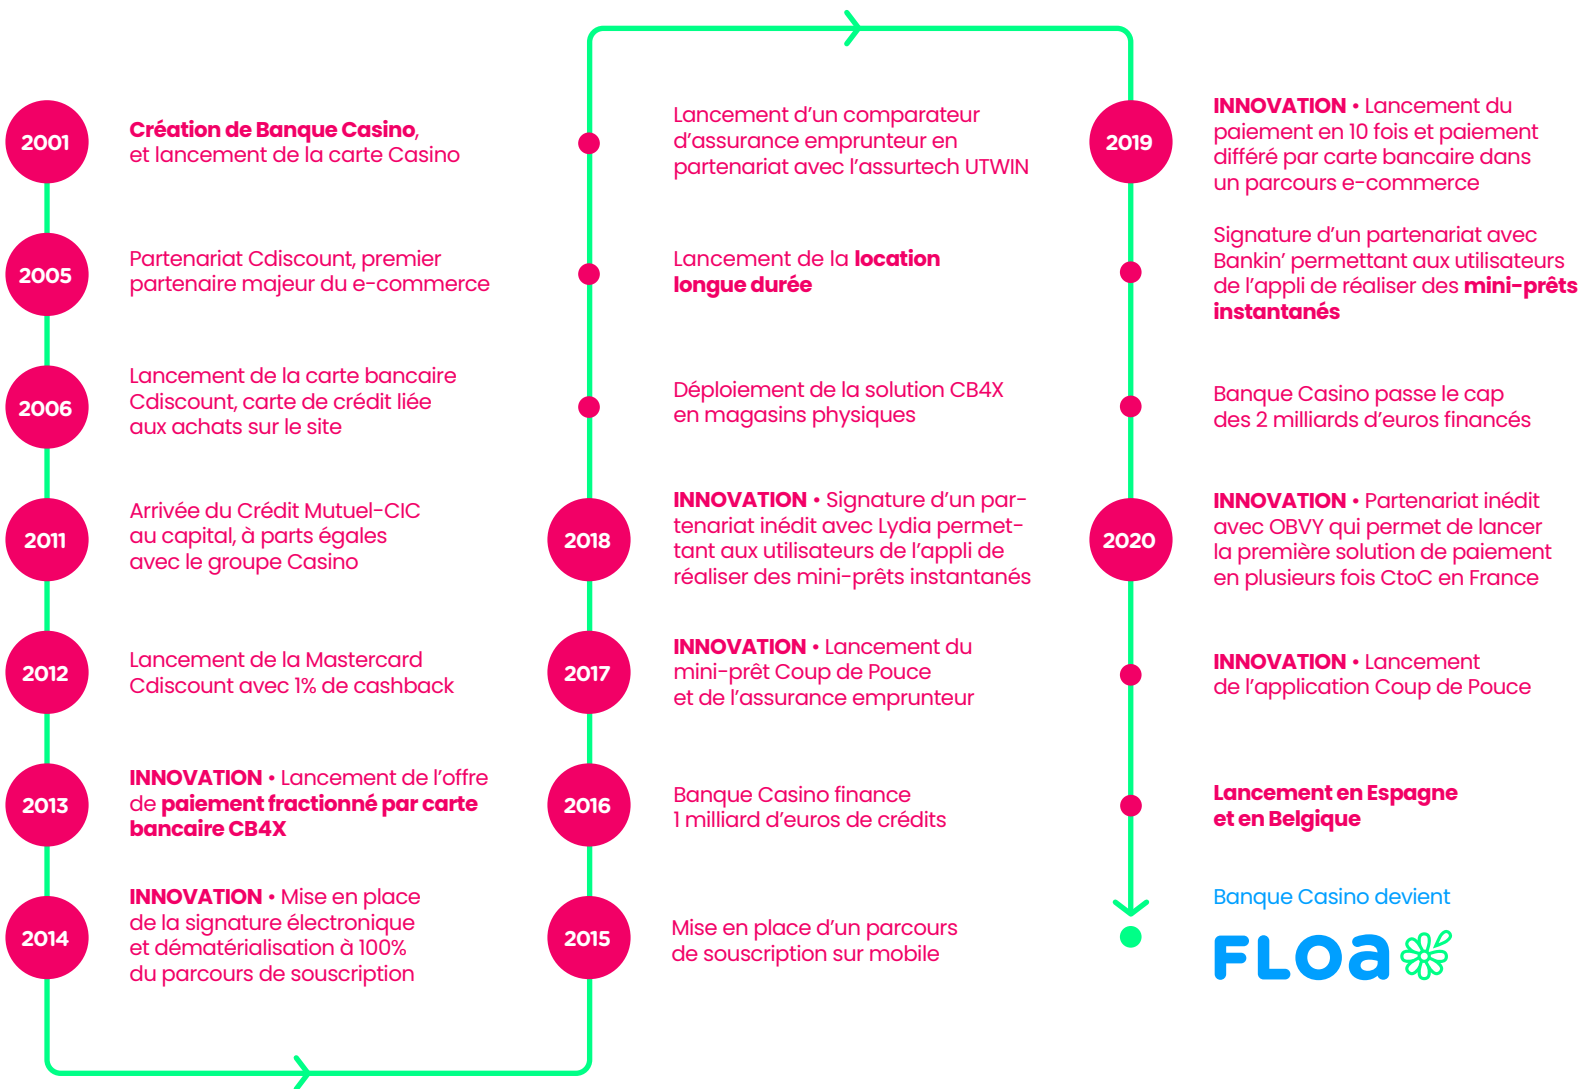 2001
Création de Banque Casino,
et lancement de la carte Casino
2005
Partenariat Cdiscount, premier
partenaire majeur du e-commerce
2006
Lancement de la carte bancaire
Cdiscount, carte de crédit liée
aux achats sur le site
2011
Arrivée du Crédit Mutuel-CIC
au capital, à parts égales
avec le groupe Casino
2012
Lancement de la Mastercard
Cdiscount avec 1% de cashback
2013
INNOVATION • Lancement de l’offre
de paiement fractionné par carte
bancaire CB4X
2014
INNOVATION • Mise en place
de la signature électronique
et dématérialisation à 100%
du parcours de souscription
2015
Mise en place d’un parcours
de souscription sur mobile
2016
Banque Casino finance
1 milliard d’euros de crédits
2017
INNOVATION • Lancement du
mini-prêt Coup de Pouce
et de l’assurance emprunteur
2018
INNOVATION • Signature d’un par-
tenariat inédit avec Lydia permet-
tant aux utilisateurs de l’appli de
réaliser des mini-prêts instantanés
Déploiement de la solution CB4X
en magasins physiques
Lancement de la location
longue durée
Lancement d’un comparateur
d’assurance emprunteur en
partenariat avec l’assurtech UTWIN
2019
INNOVATION • Lancement du
paiement en 10 fois et paiement
différé par carte bancaire dans
un parcours e-commerce
Signature d’un partenariat avec
Bankin’ permettant aux utilisateurs
de l’appli de réaliser des mini-prêts
instantanés
Banque Casino passe le cap
des 2 milliards d’euros financés
2020
INNOVATION • Partenariat inédit
avec OBVY qui permet de lancer
la première solution de paiement
en plusieurs fois CtoC en France
INNOVATION • Lancement
de l’application Coup de Pouce
Lancement en Espagne
et en Belgique
Banque Casino devient
FLOa